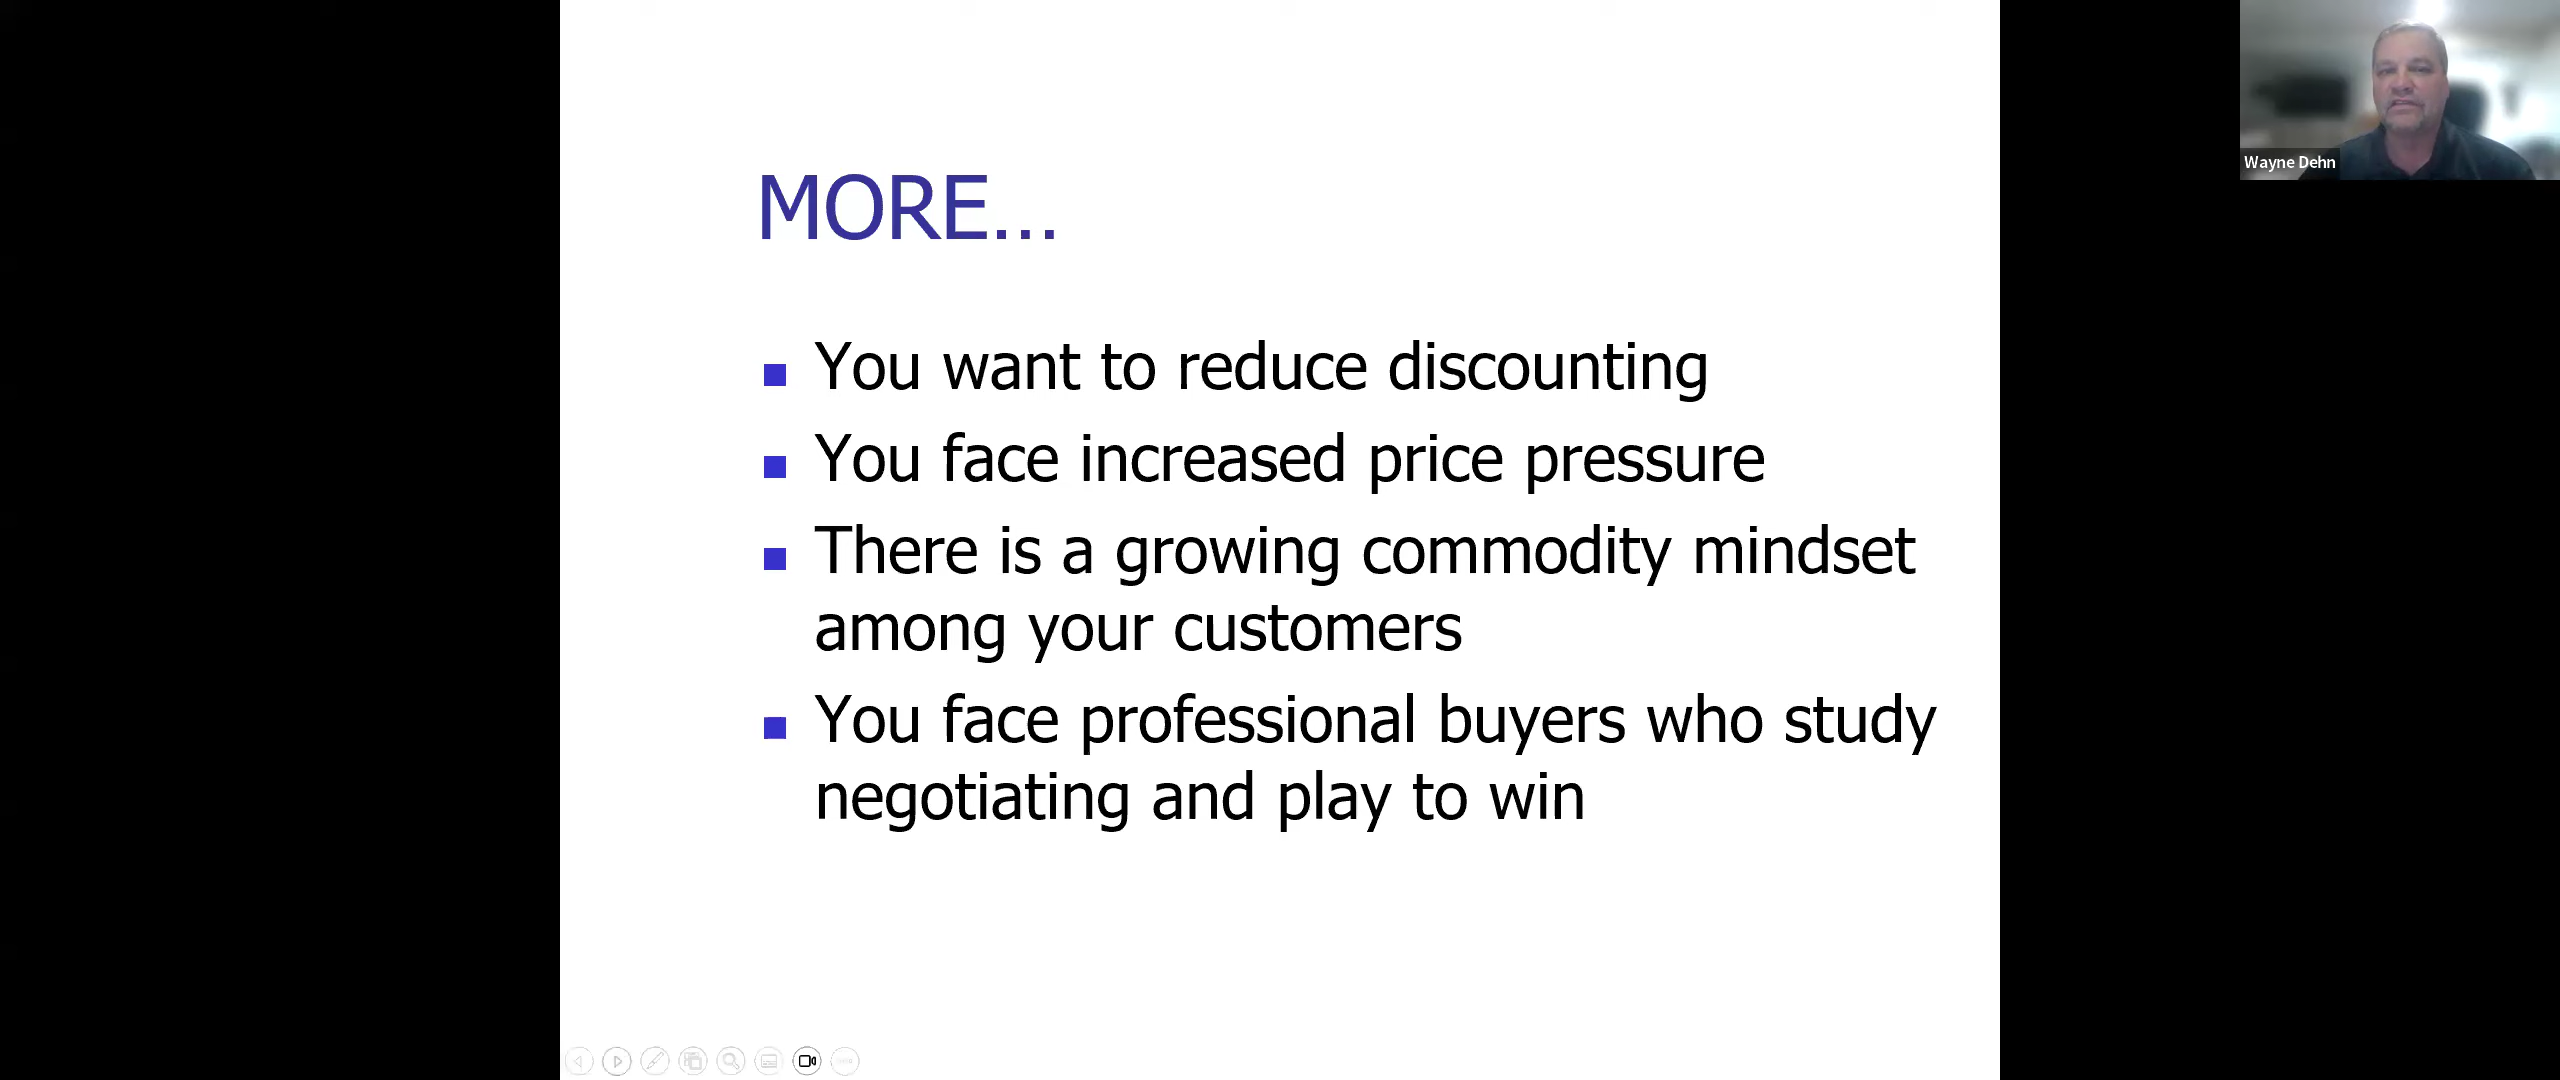 MORE...
You want to reduce discounting
You face increased price pressure
There is a growing commodity mindset
among your customers
You face professional buyers who study
negotiating and play to win
Wayne Dehn